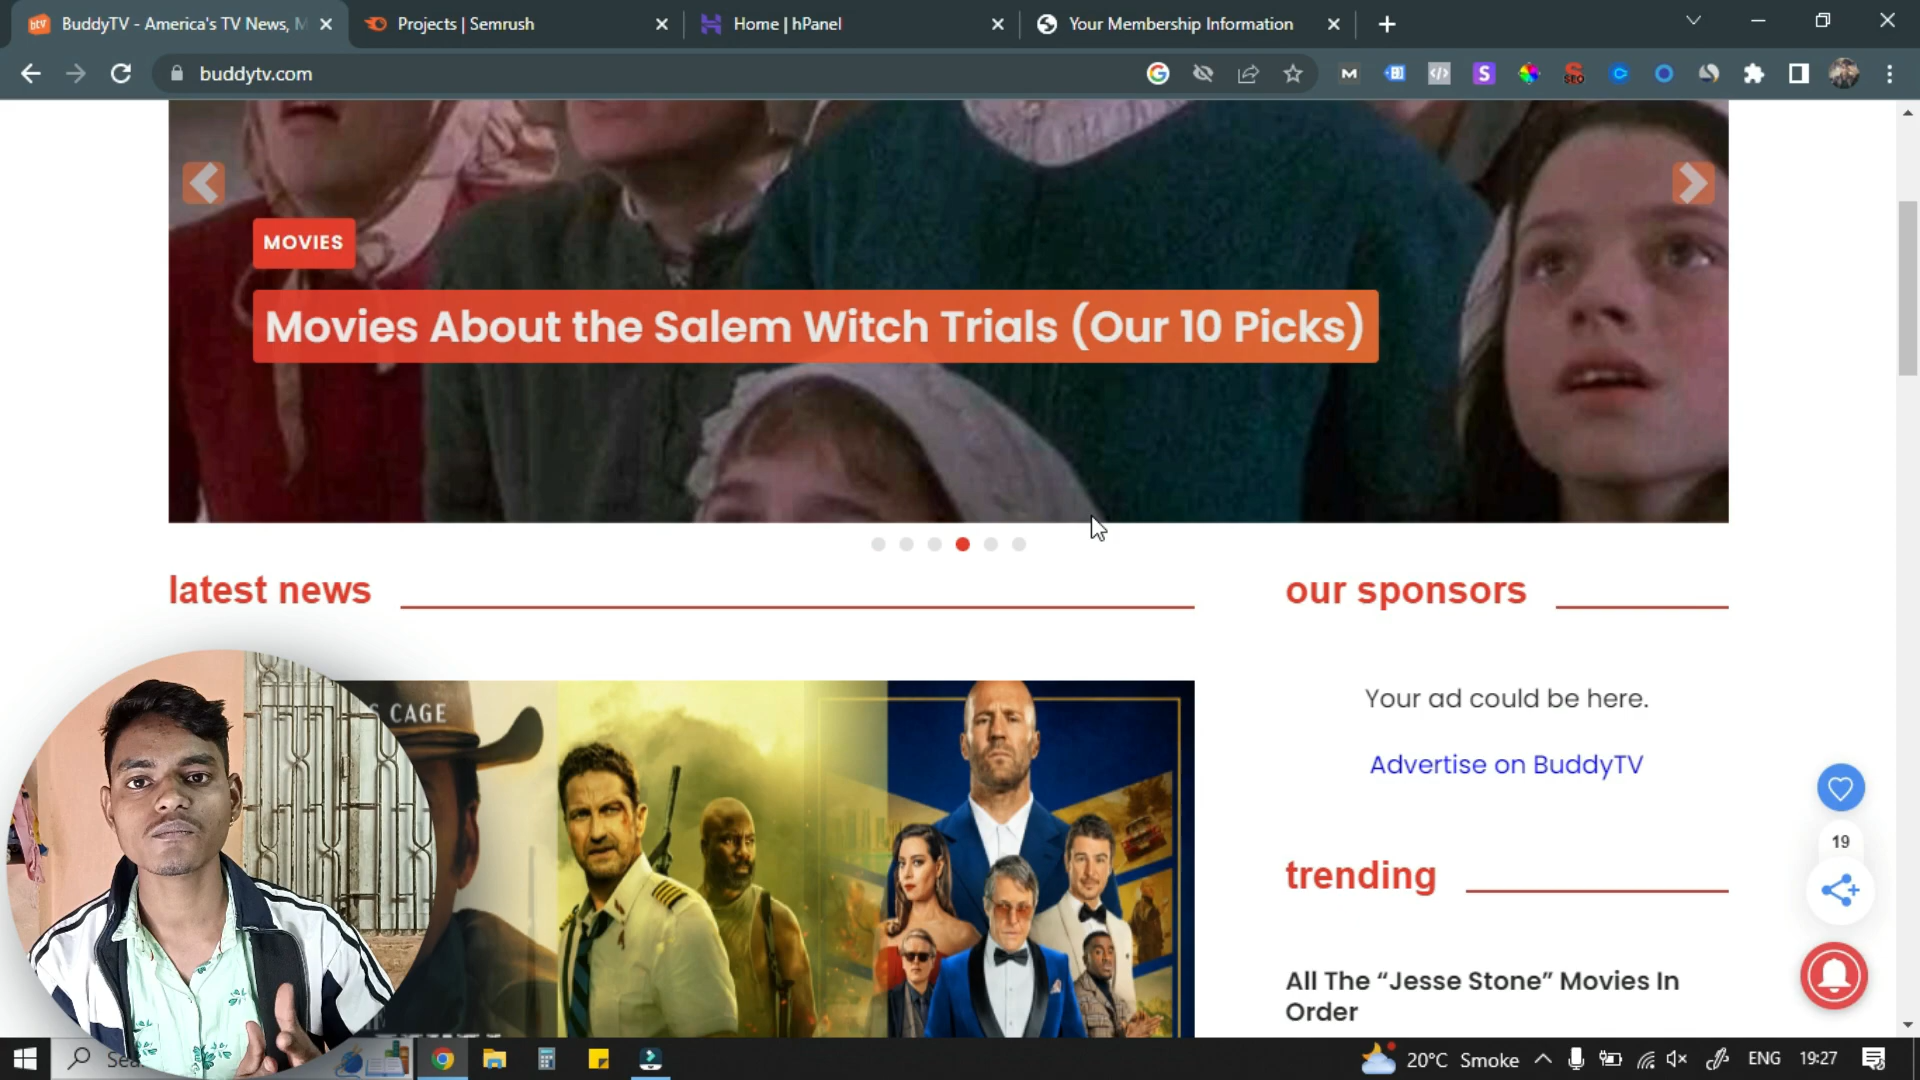 btv
BuddyTV - America's TV News, M
Projects | Semrush
Home | hPanel
Your Membership Information
buddytv.com
MOVIES
Movies About the Salem Witch Trials (Our 10 Picks)
latest news
our sponsors
CAGE
Your ad could be here.
Advertise on BuddyTV
19
trending
All The “Jesse Stone” Movies In
Order
20°C Smoke
ENG
19:27